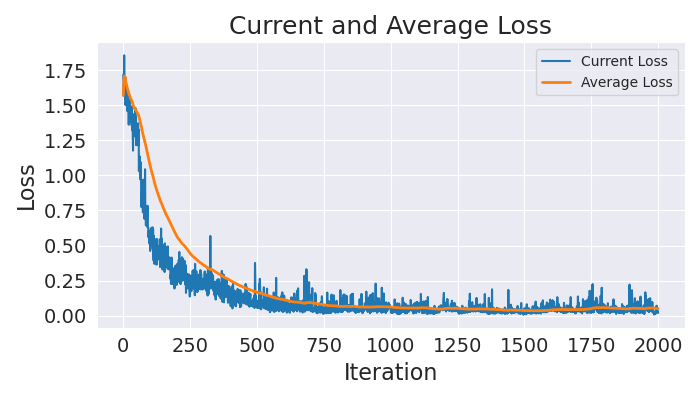 Current and Average Loss
Current Loss
Average Loss
Loss
1.75
1.50
1.25
1.00
0.75
0.50
0.25
0.00
0 250 500 750 1000 1250 1500 1750 2000
Iteration